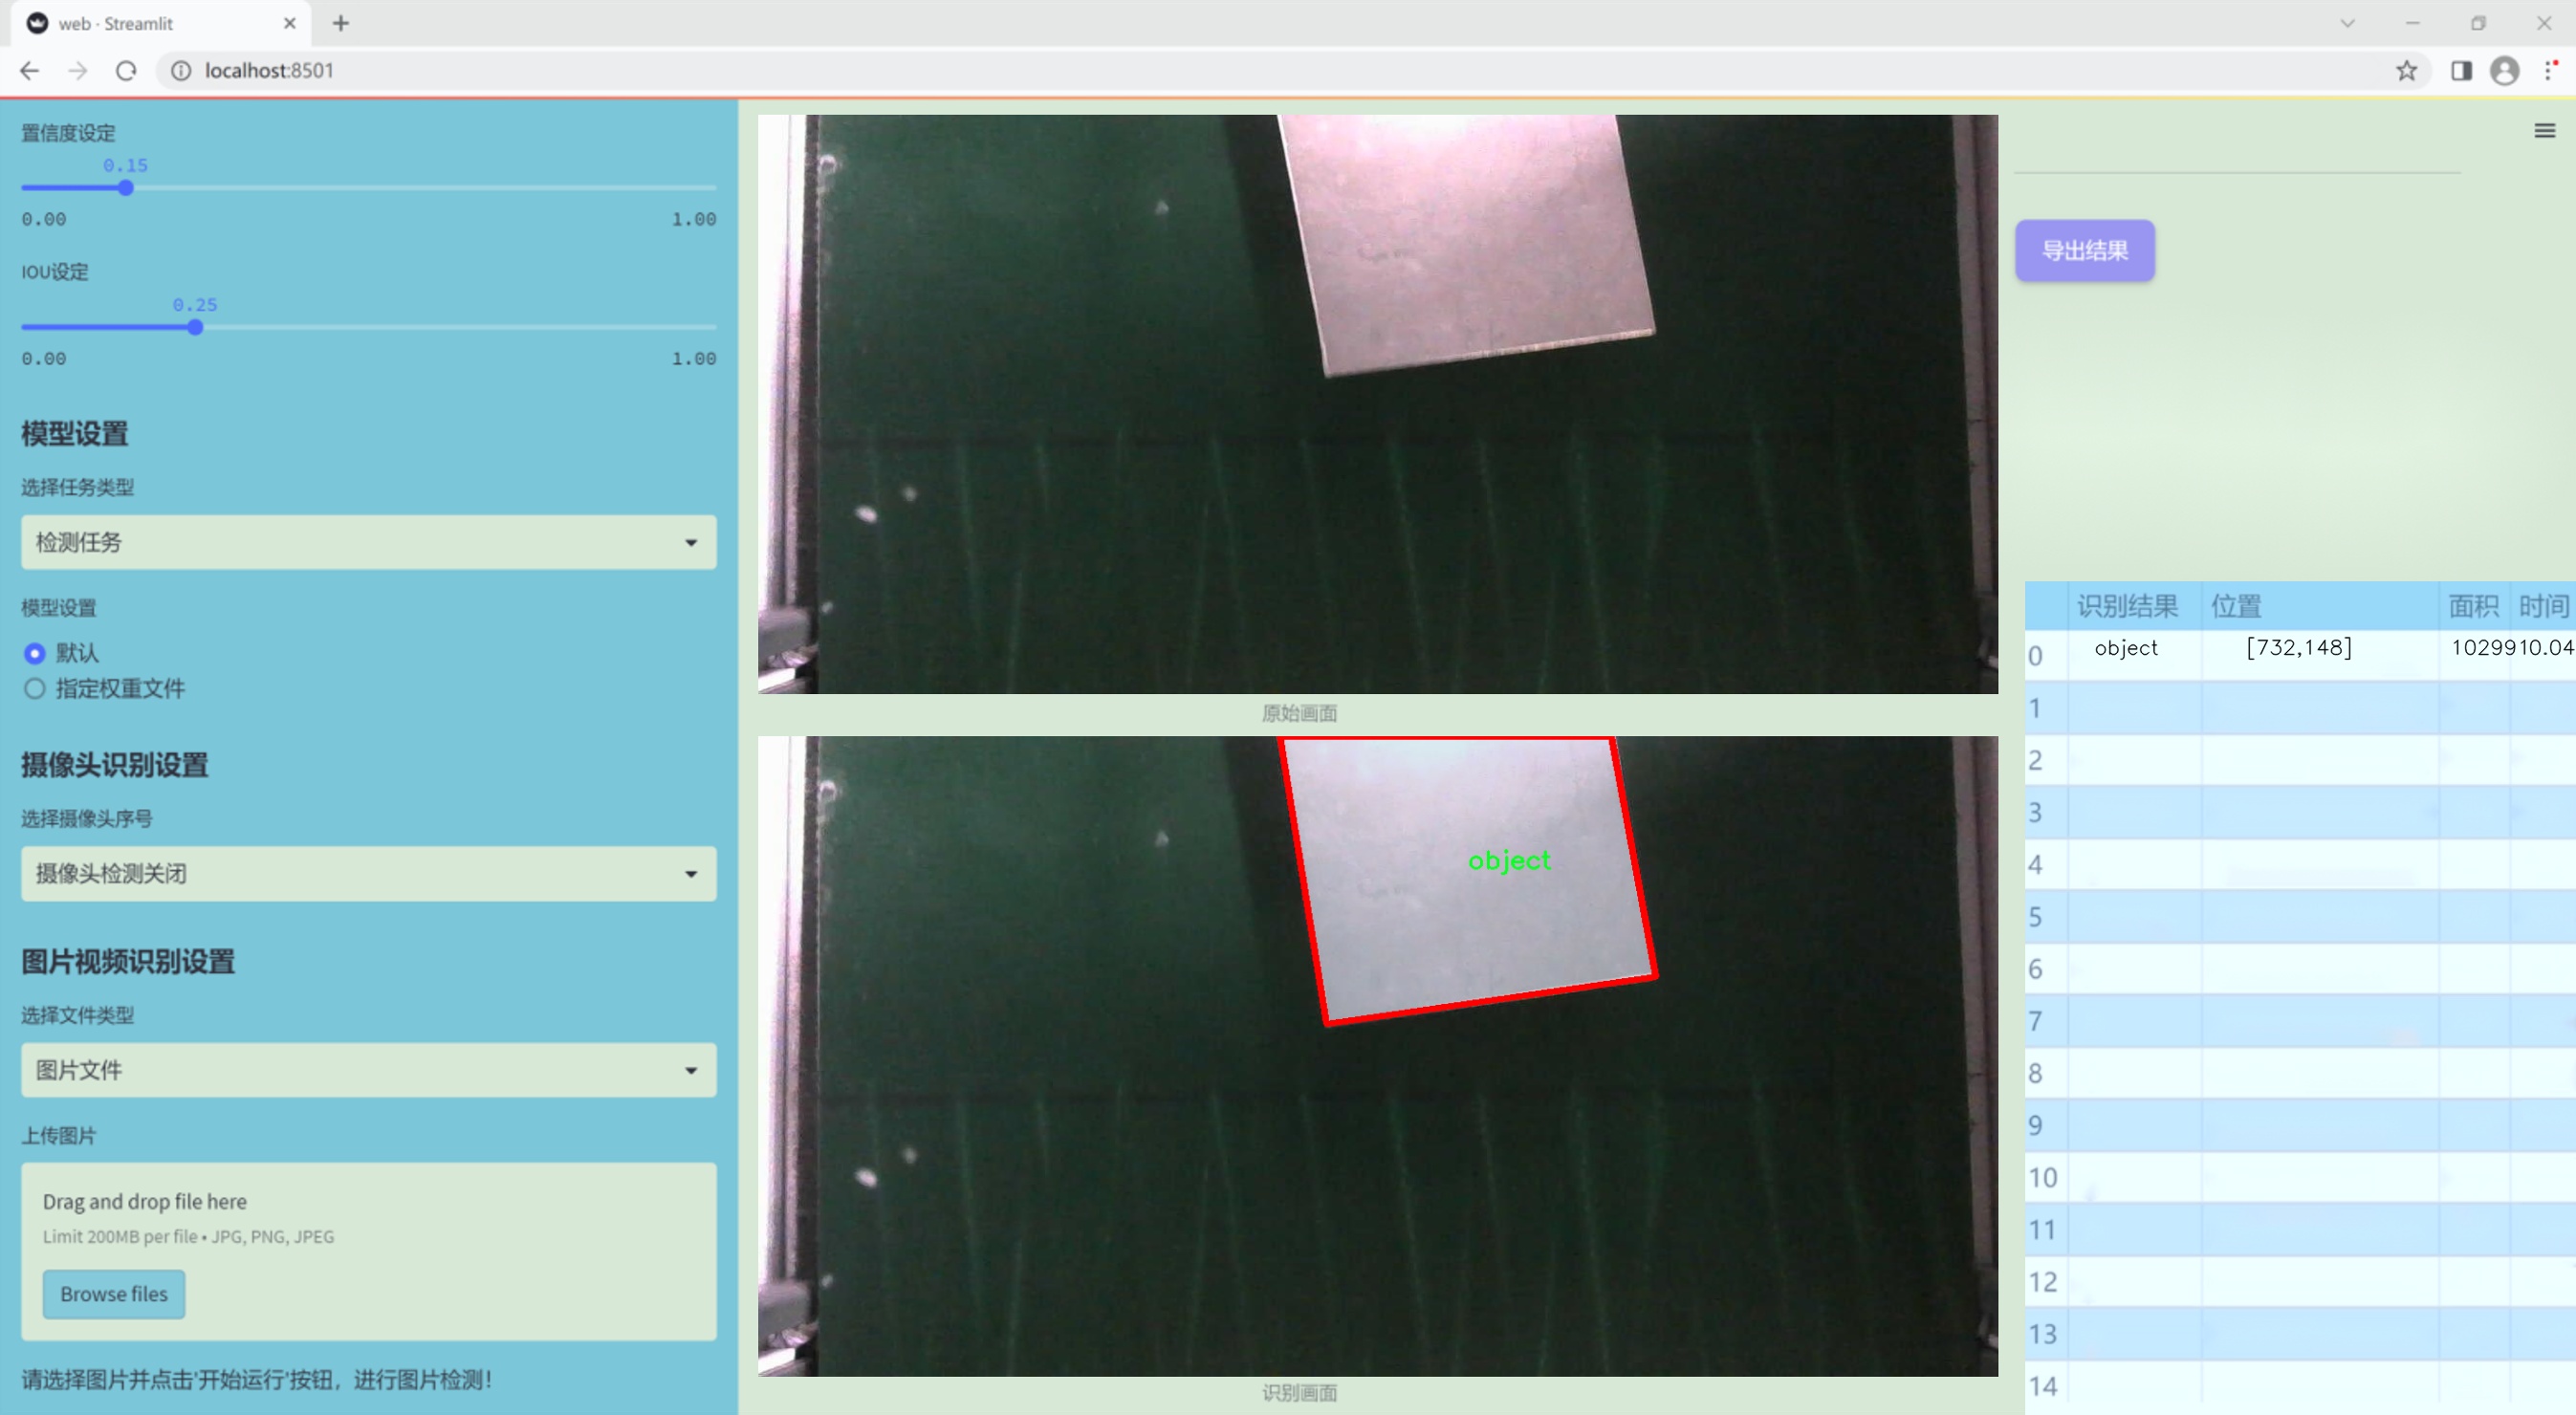 web · Streamlit
localhost:8501
置信度设定
0.15
0.00 1.00
IOU设定
0.25
0.00 1.00
模型设置
选择任务类型
检测任务
模型设置
默认
指定权重文件
摄像头识别设置
选择摄像头序号
摄像头检测关闭
图片视频识别设置
选择文件类型
图片文件
上传图片
Drag and drop file here
Limit 200MB per file • JPG, PNG, JPEG
Browse files
请选择图片并点击'开始运行'按钮，进行图片检测!
原始画面
object
识别画面
导出结果
识别结果 位置 面积 时间
0 object [732,148] 1029910.04
1
2
3
4
5
6
7
8
9
10
11
12
13
14